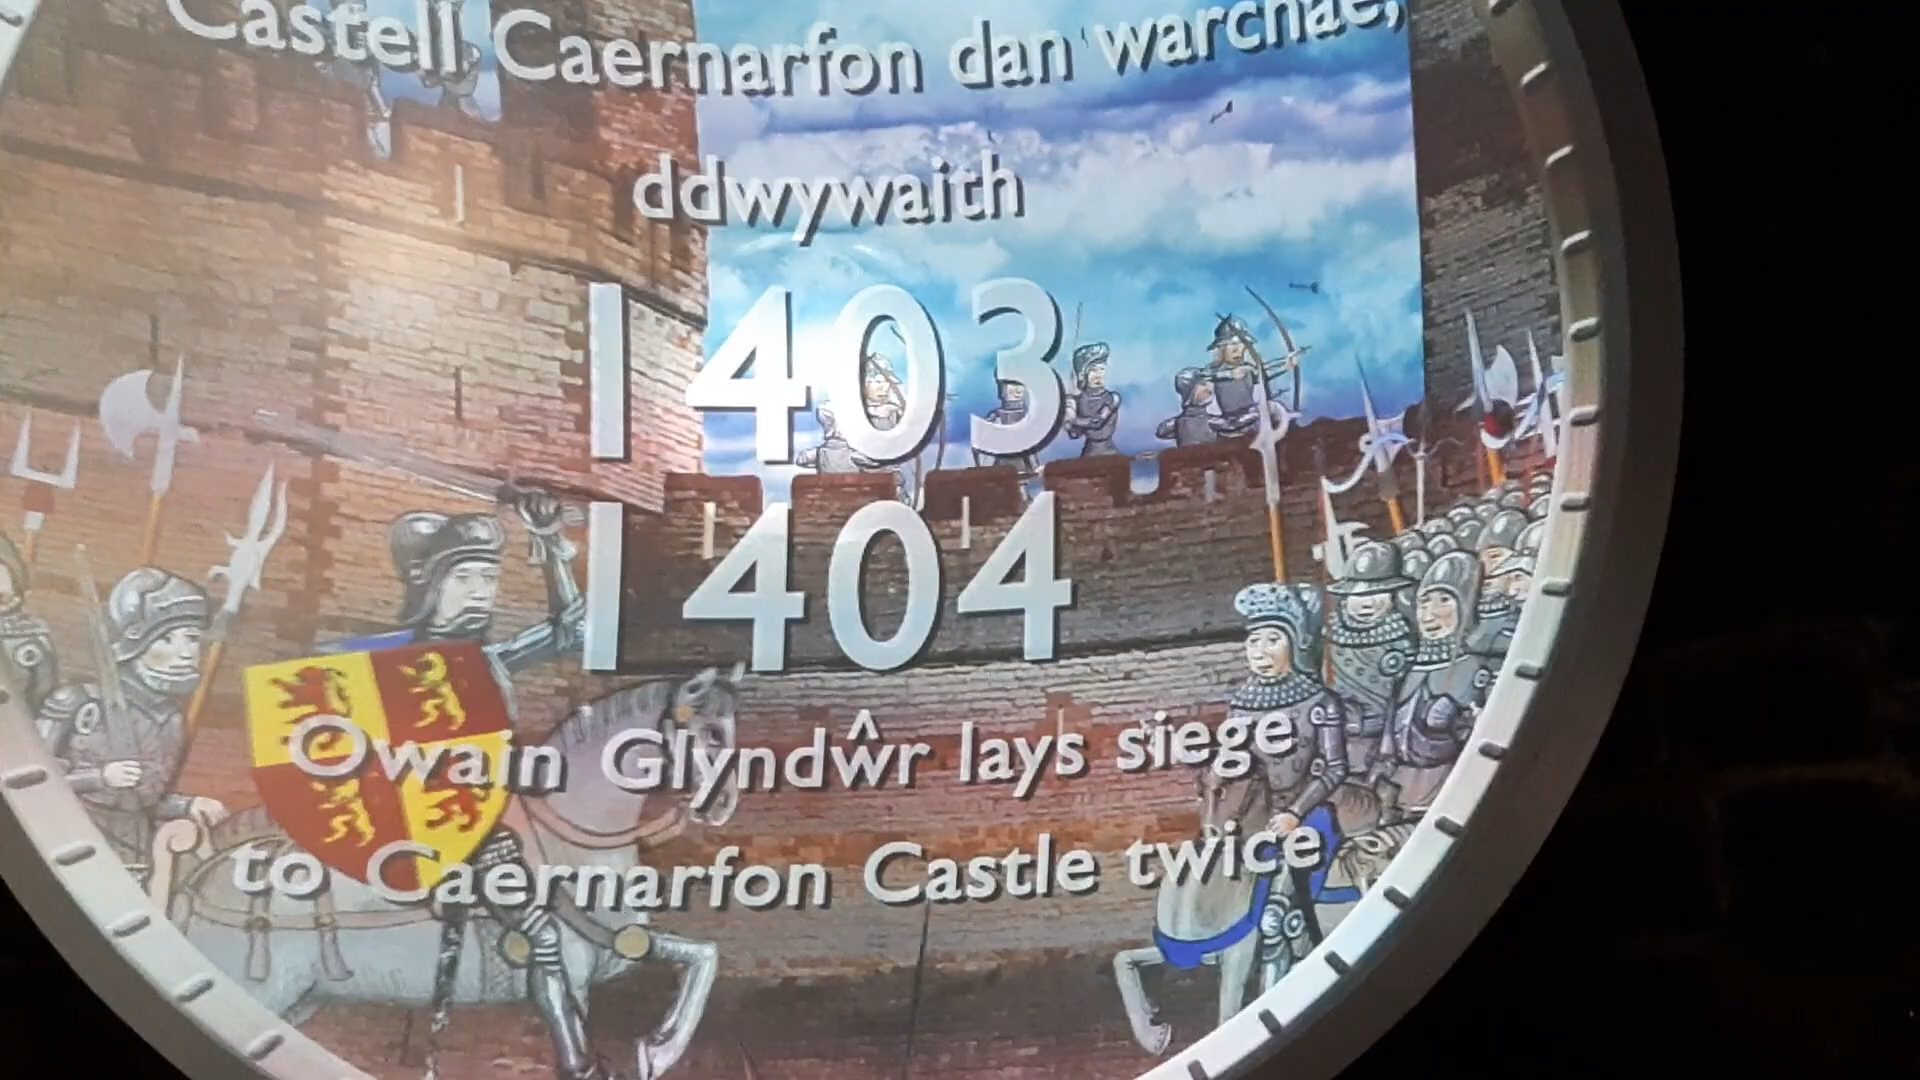 Castell Caernarfon dan warchae,
ddwywaith
1403
1404
Owain Glyndŵr lays siege
to Caernarfon Castle twice